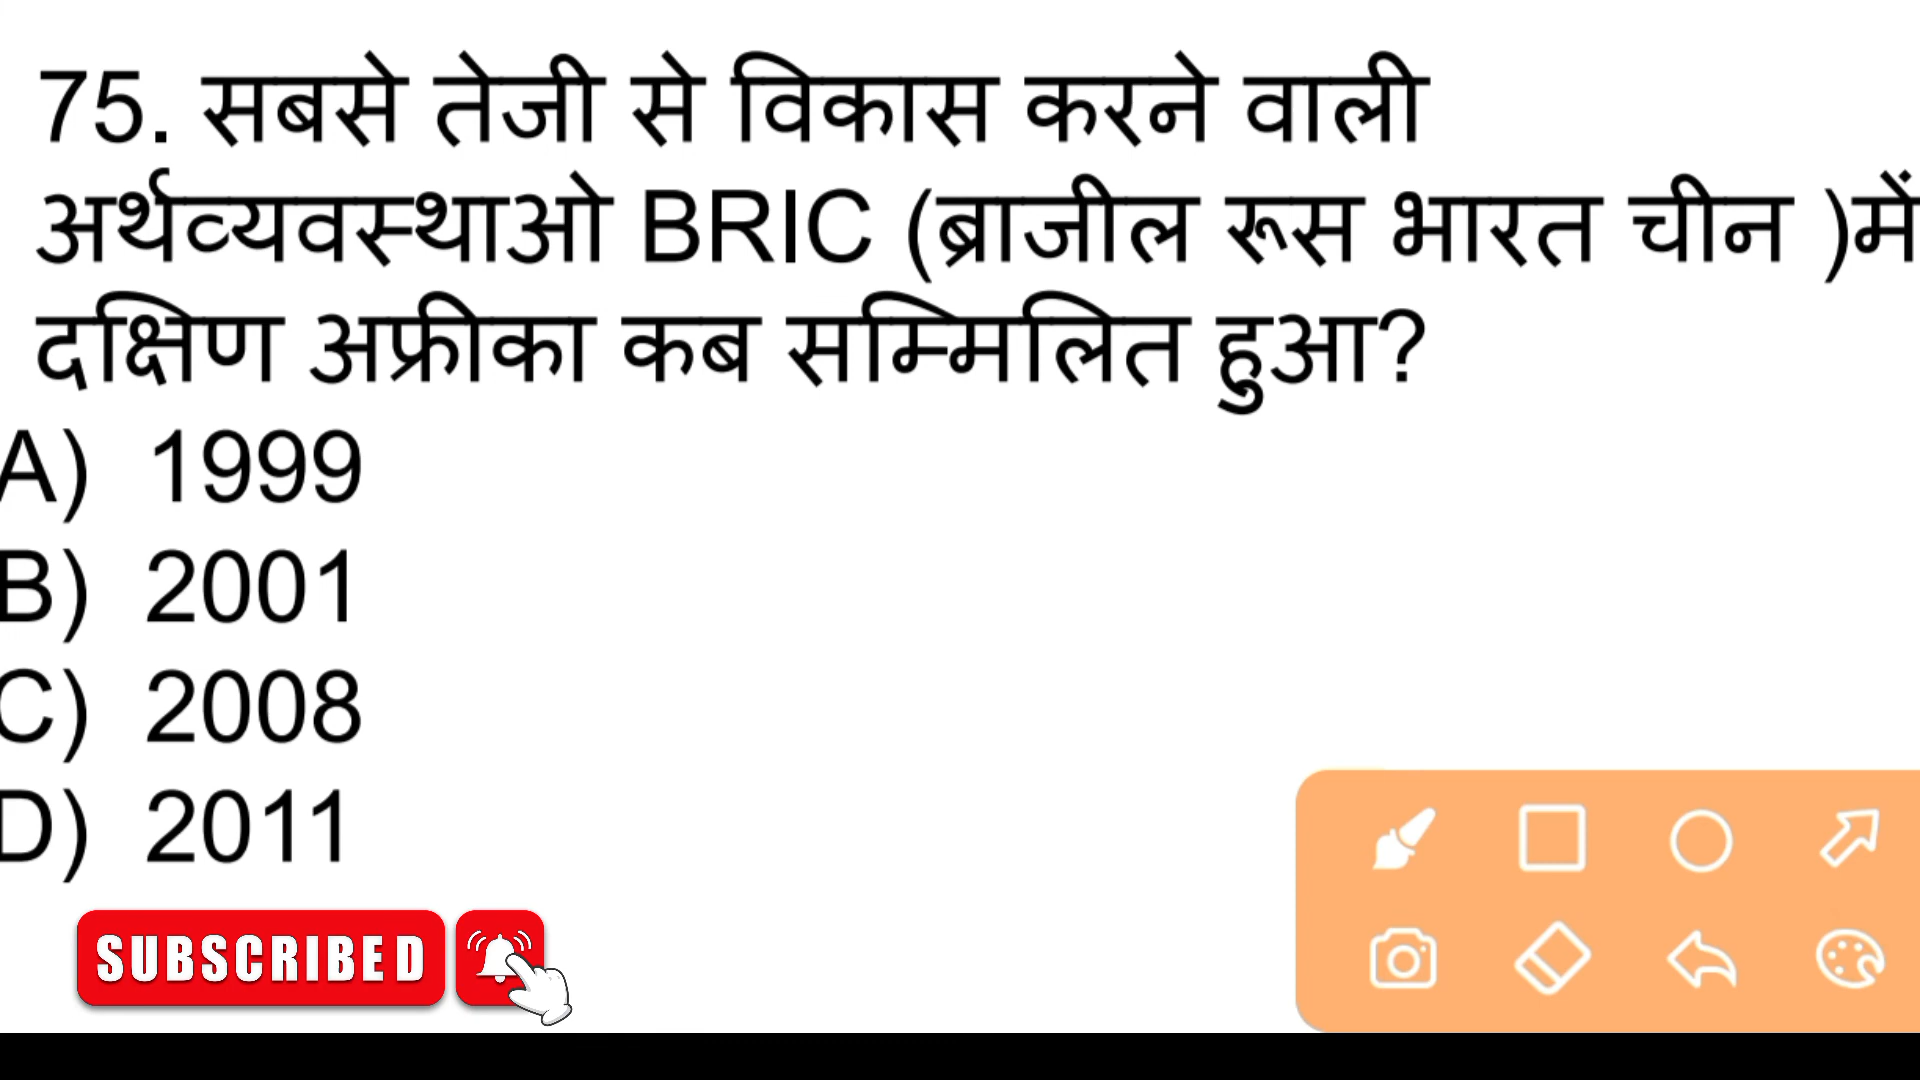 75. सबसे तेजी से विकास करने वाली
अर्थव्यवस्थाओ BRIC (ब्राजील रूस भारत चीन )में
दक्षिण अफ्रीका कब सम्मिलित हुआ?
A) 1999
B) 2001
C) 2008
D) 2011
SUBSCRIBED